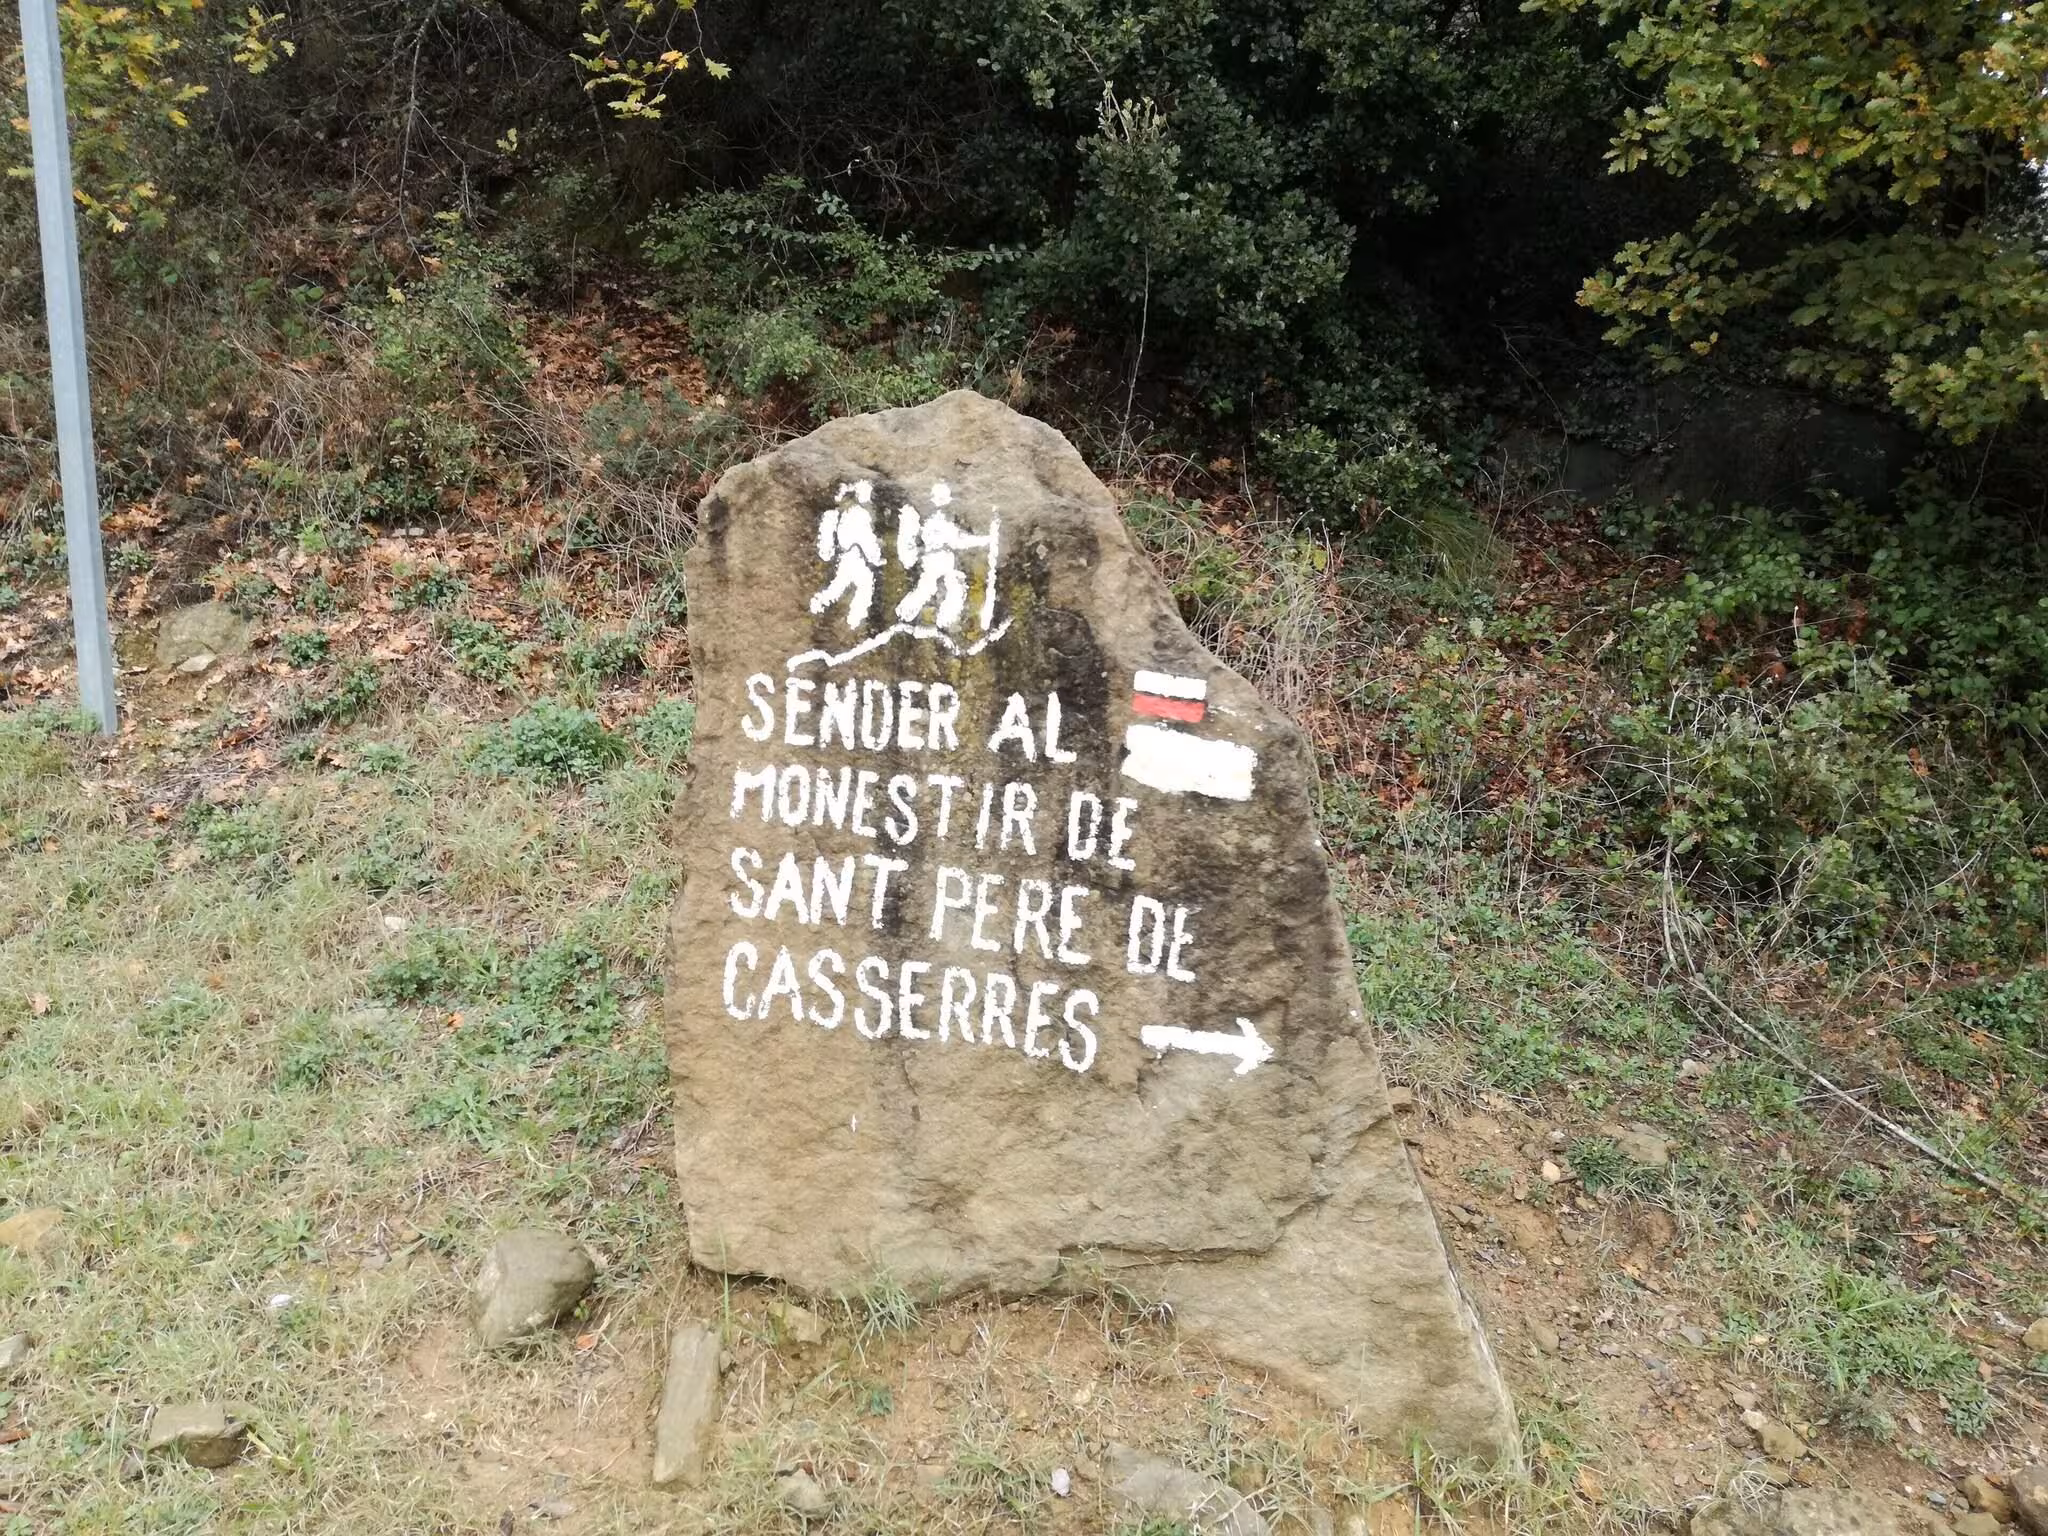 SENDER AL
MONESTIR DE
SANT PERE DE
CASSERRES →